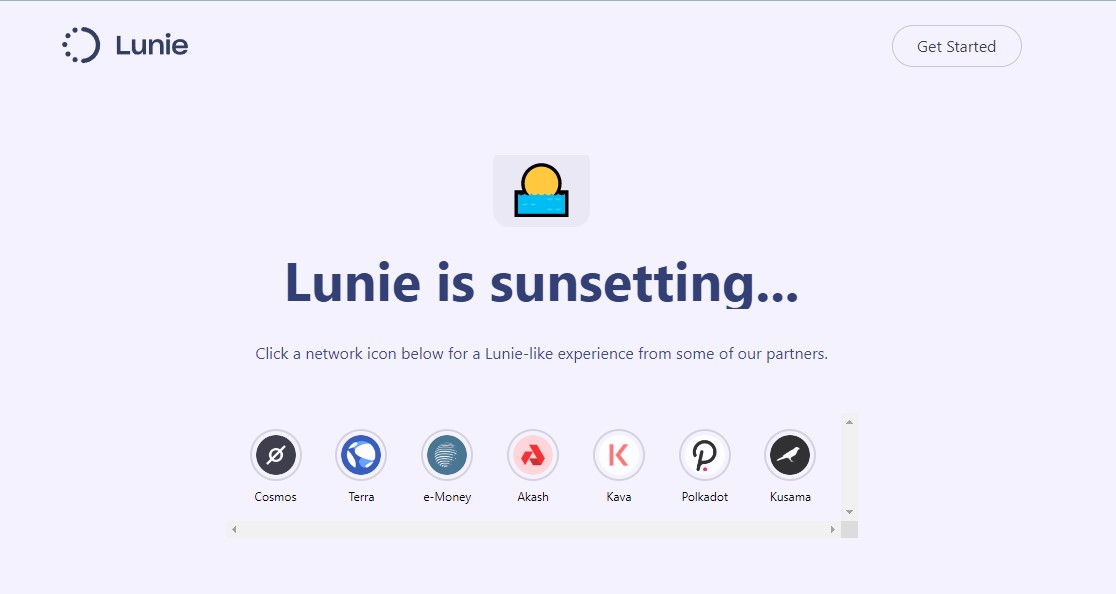 Lunie
Get Started
Lunie is sunsetting...
Click a network icon below for a Lunie-like experience from some of our partners.
Cosmos
Terra
e-Money
Akash
Kava
Polkadot
Kusama